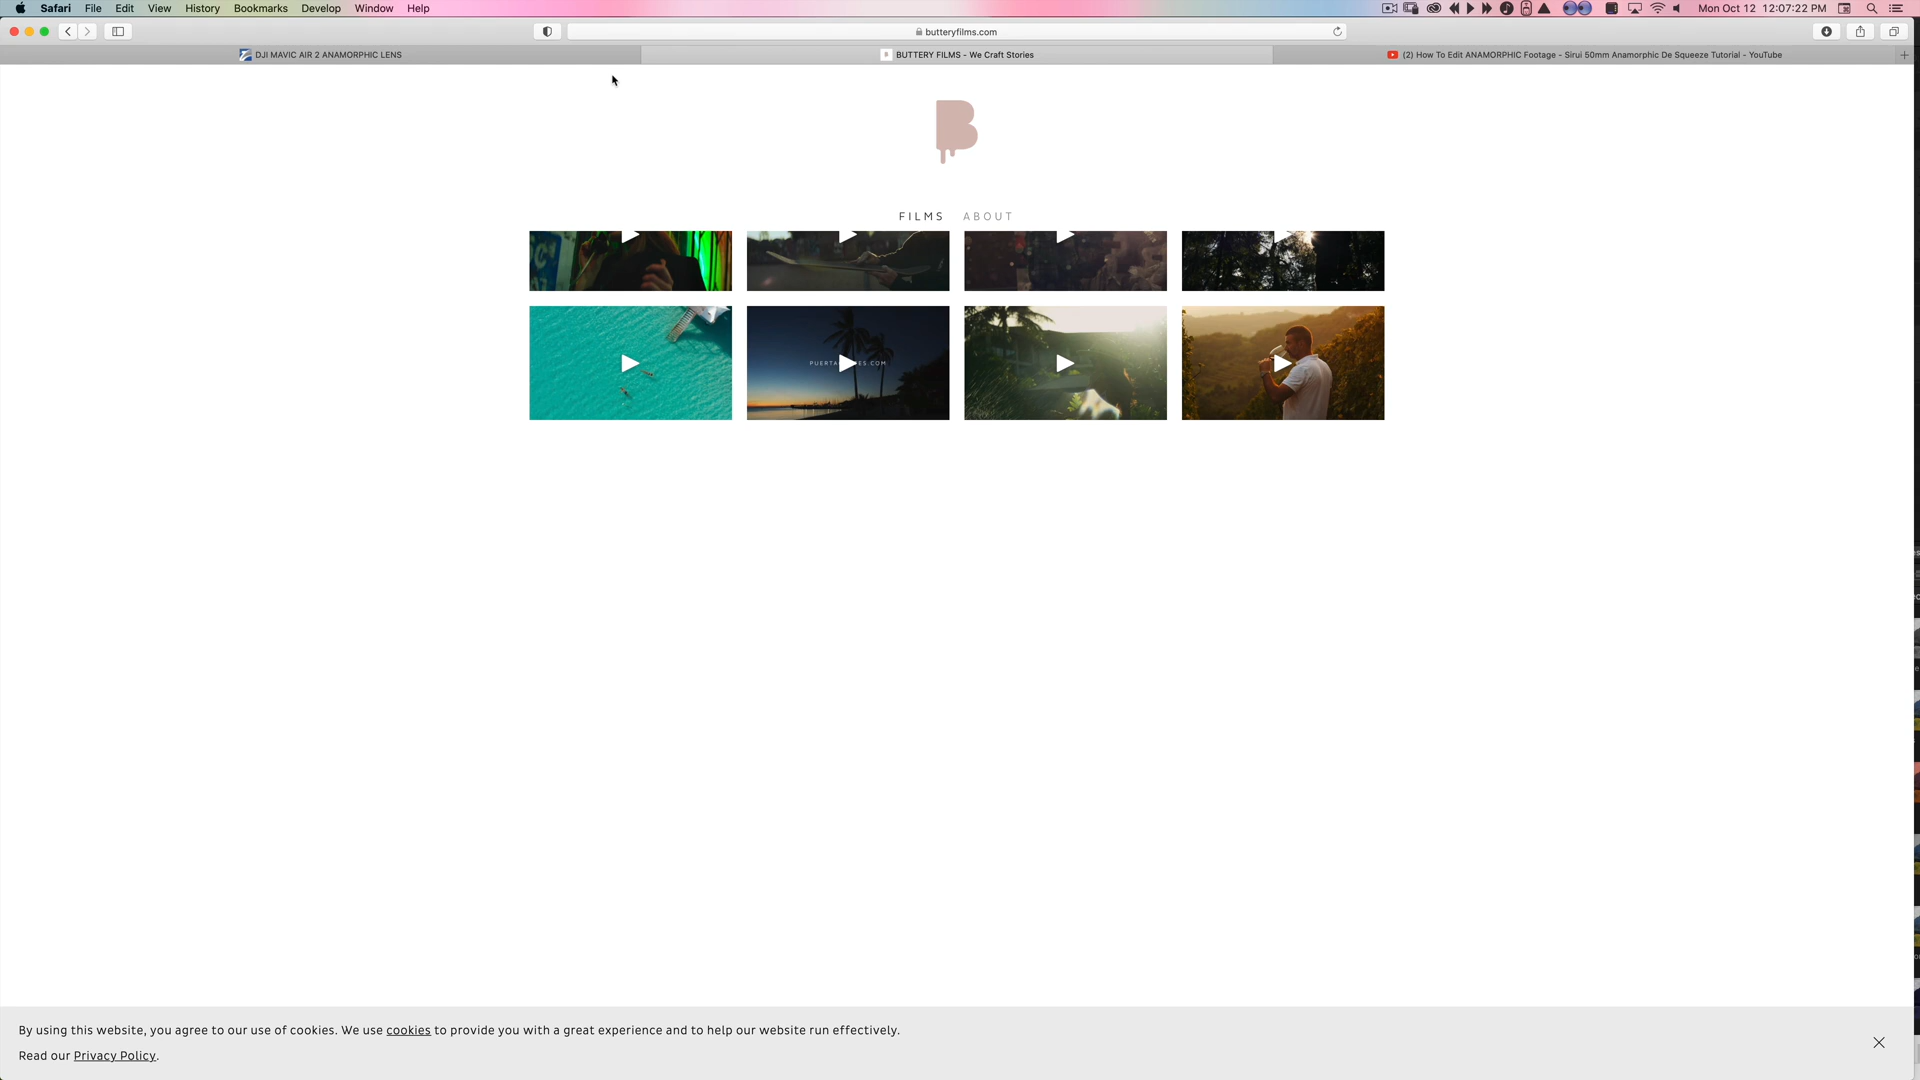 Safari File Edit View History Bookmarks Develop Window Help Mon Oct 12 12:07:22 PM
butteryfilms.com
DJI MAVIC AIR 2 ANAMORPHIC LENS
BUTTERY FILMS - We Craft Stories
(2) How To Edit ANAMORPHIC Footage - Sirui 50mm Anamorphic De Squeeze Tutorial - YouTube
B
FILMS ABOUT
By using this website, you agree to our use of cookies. We use cookies to provide you with a great experience and to help our website run effectively.
Read our Privacy Policy.